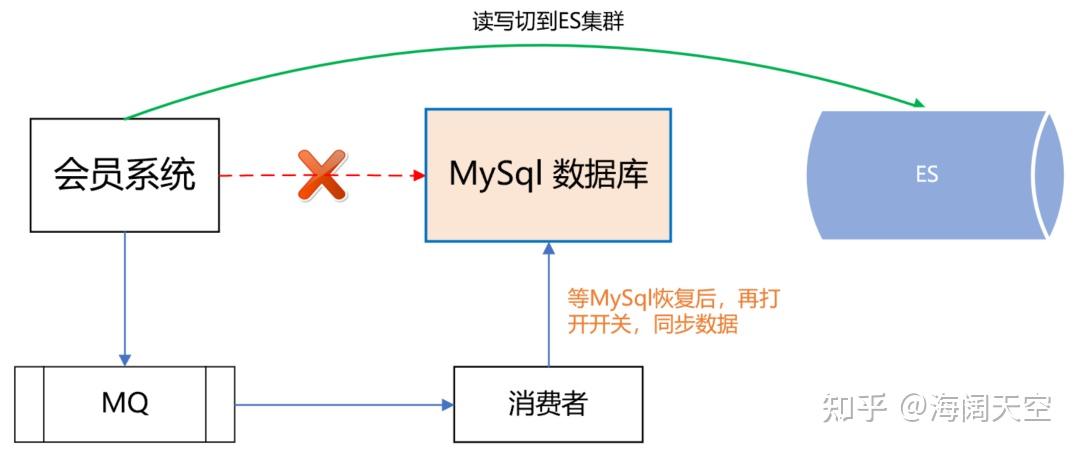 读写切到ES集群
会员系统
MySql 数据库
ES
等MySql恢复后，再打
开开关，同步数据
MQ
消费者
知乎 @海阔天空